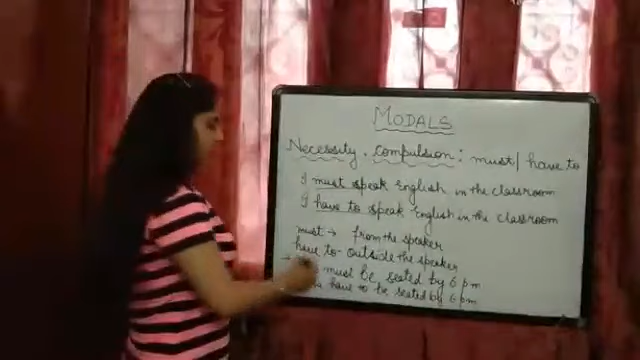 MODALS
Necessity, compulsion: must/ have to
I must speak English in the classroom
I have to speak English in the classroom
must → from the speaker
have to - outside the speaker
must be seated by 6 pm
have to be seated by 6 pm